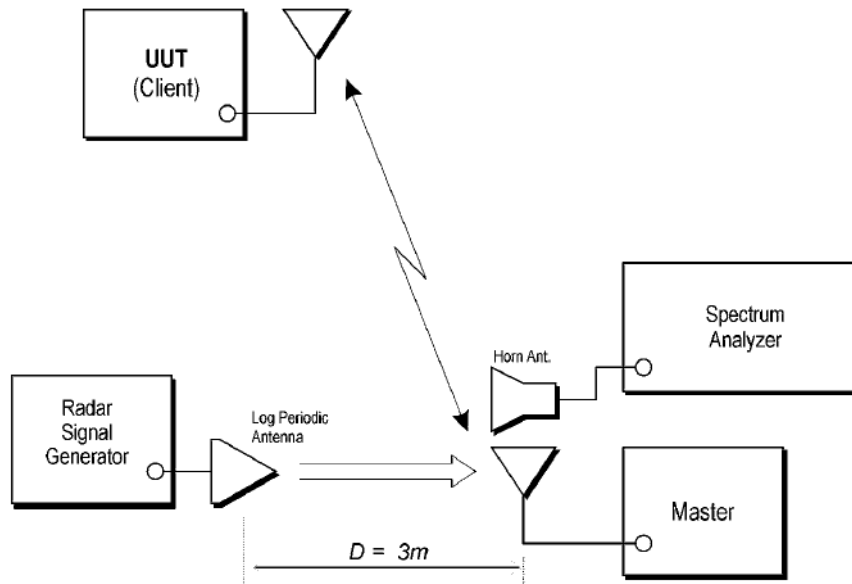 UUT
(Client)
Spectrum
Analyzer
Horn Ant.
Radar
Signal
Generator
Log Periodic
Antenna
Master
D = 3m